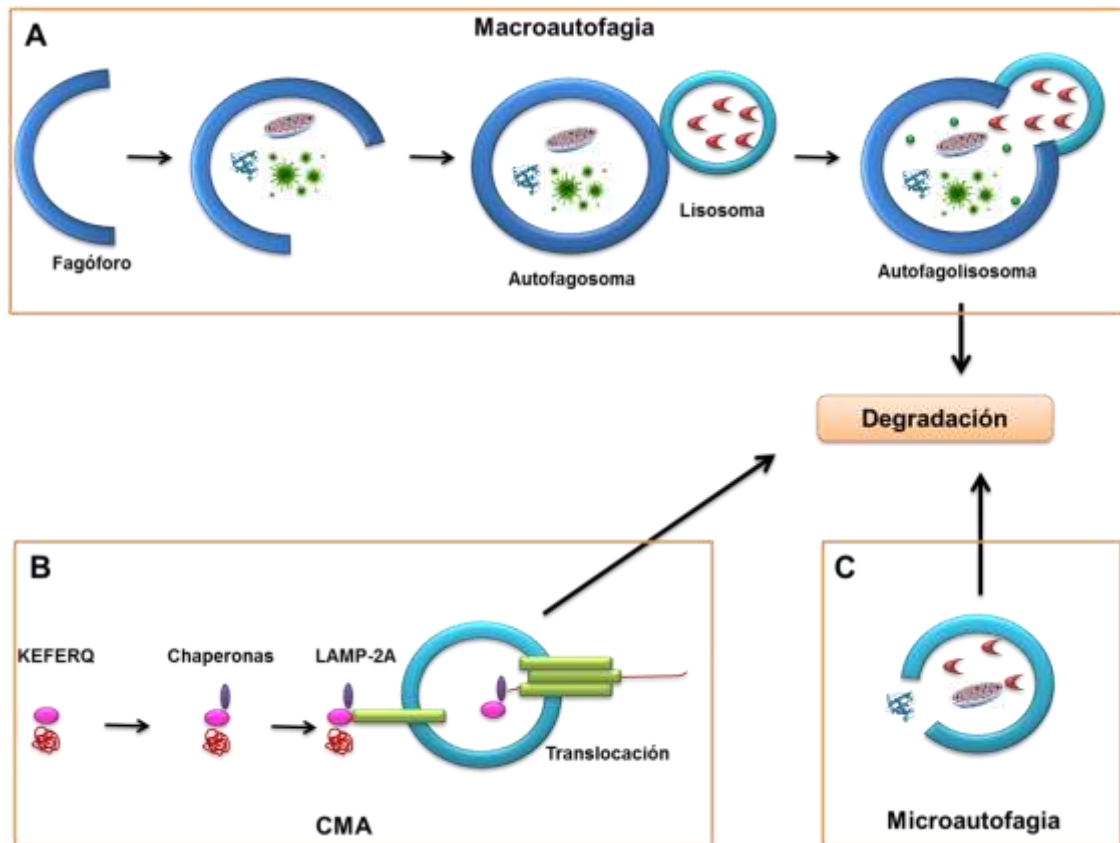 A
Macroautofagia
Fagóforo
Autofagosoma
Lisosoma
Autofagolisosoma
Degradación
B
KEFERQ
Chaperonas
LAMP-2A
Translocación
CMA
C
Microautofagia